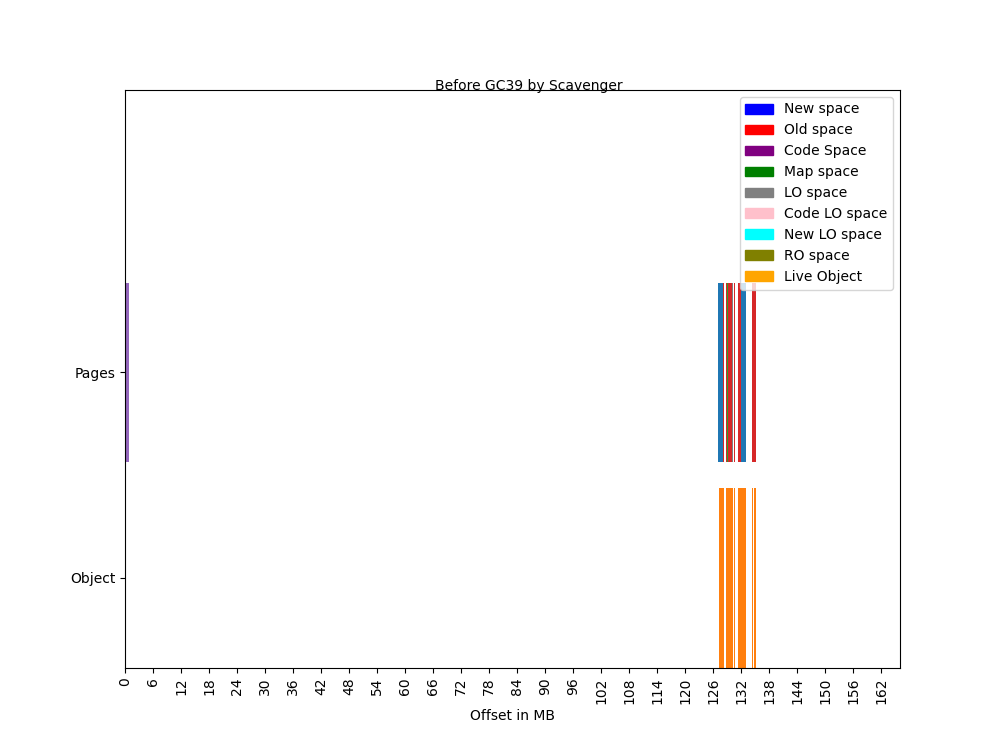 Before GC39 by Scavenger
New space
Old space
Code Space
Map space
LO space
Code LO space
New LO space
RO space
Live Object
Pages
Object
0 6 12 18 24 30 36 42 48 54 60 66 72 78 84 90 96 102 108 114 120 126 132 138 144 150 156 162
Offset in MB